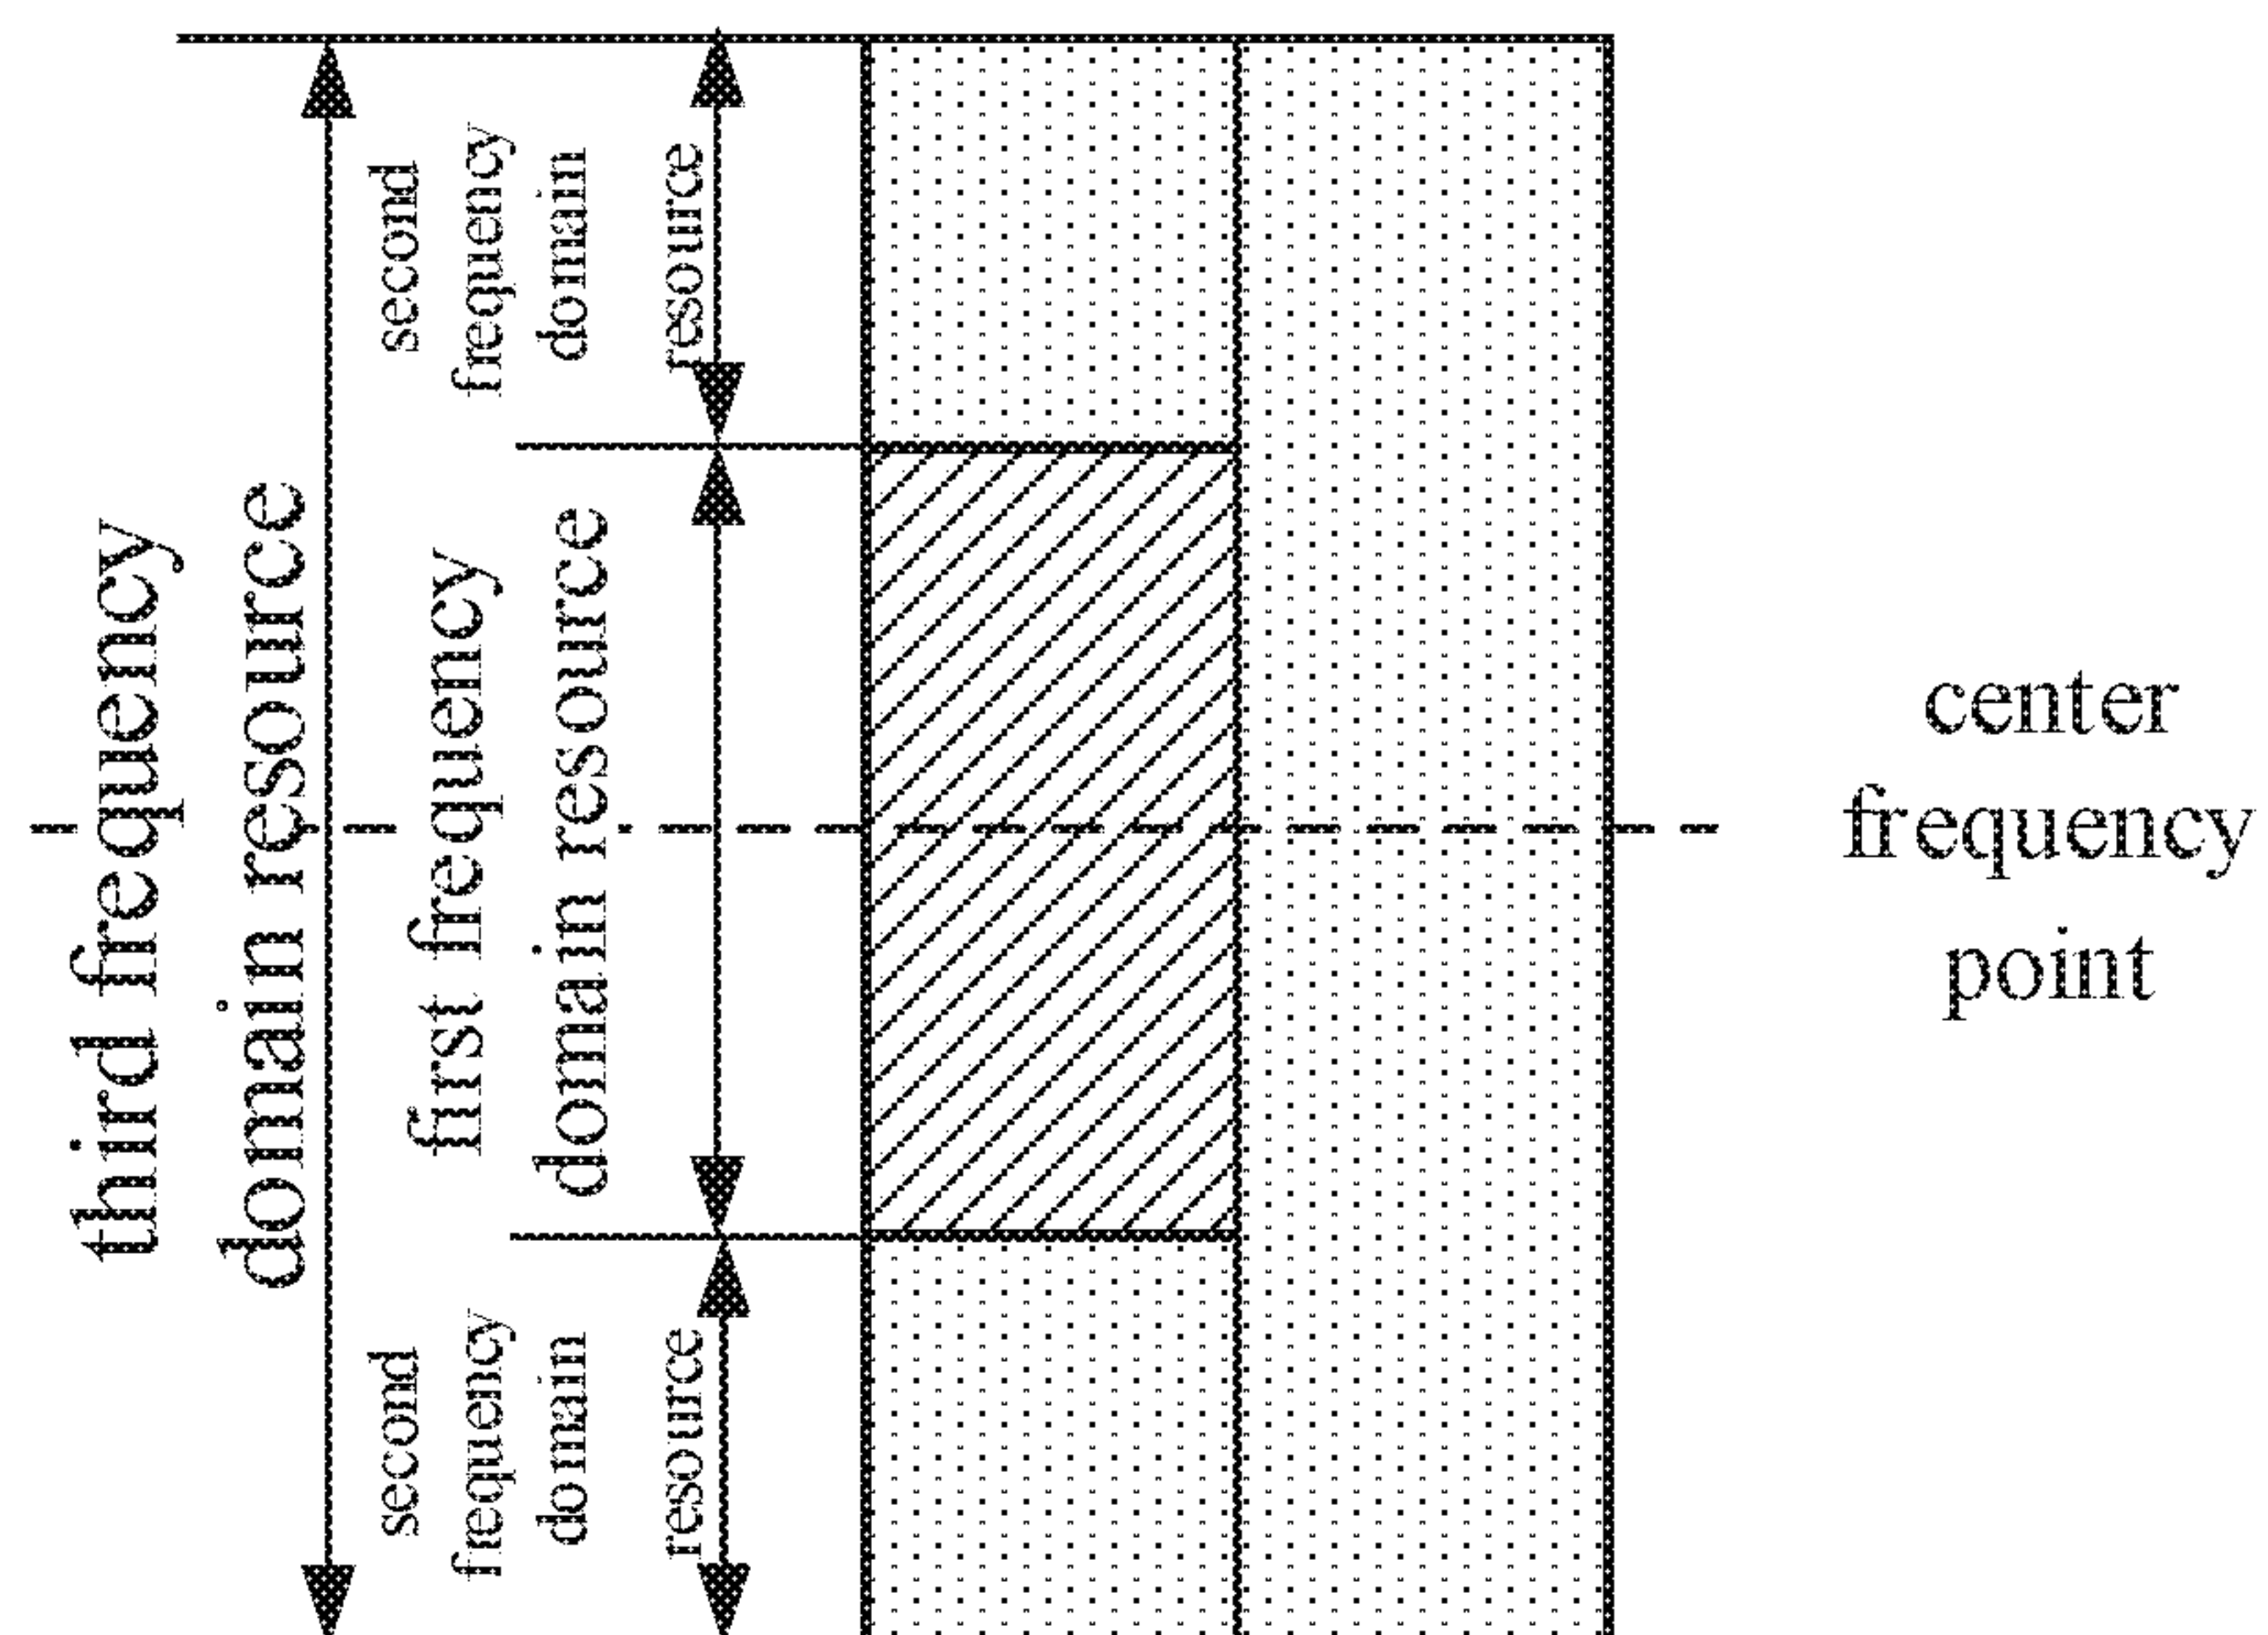 third frequency
domain resource
second
frequency
domain
resource
first frequency
domain resource
second
frequency
domain
resource
center
frequency
point